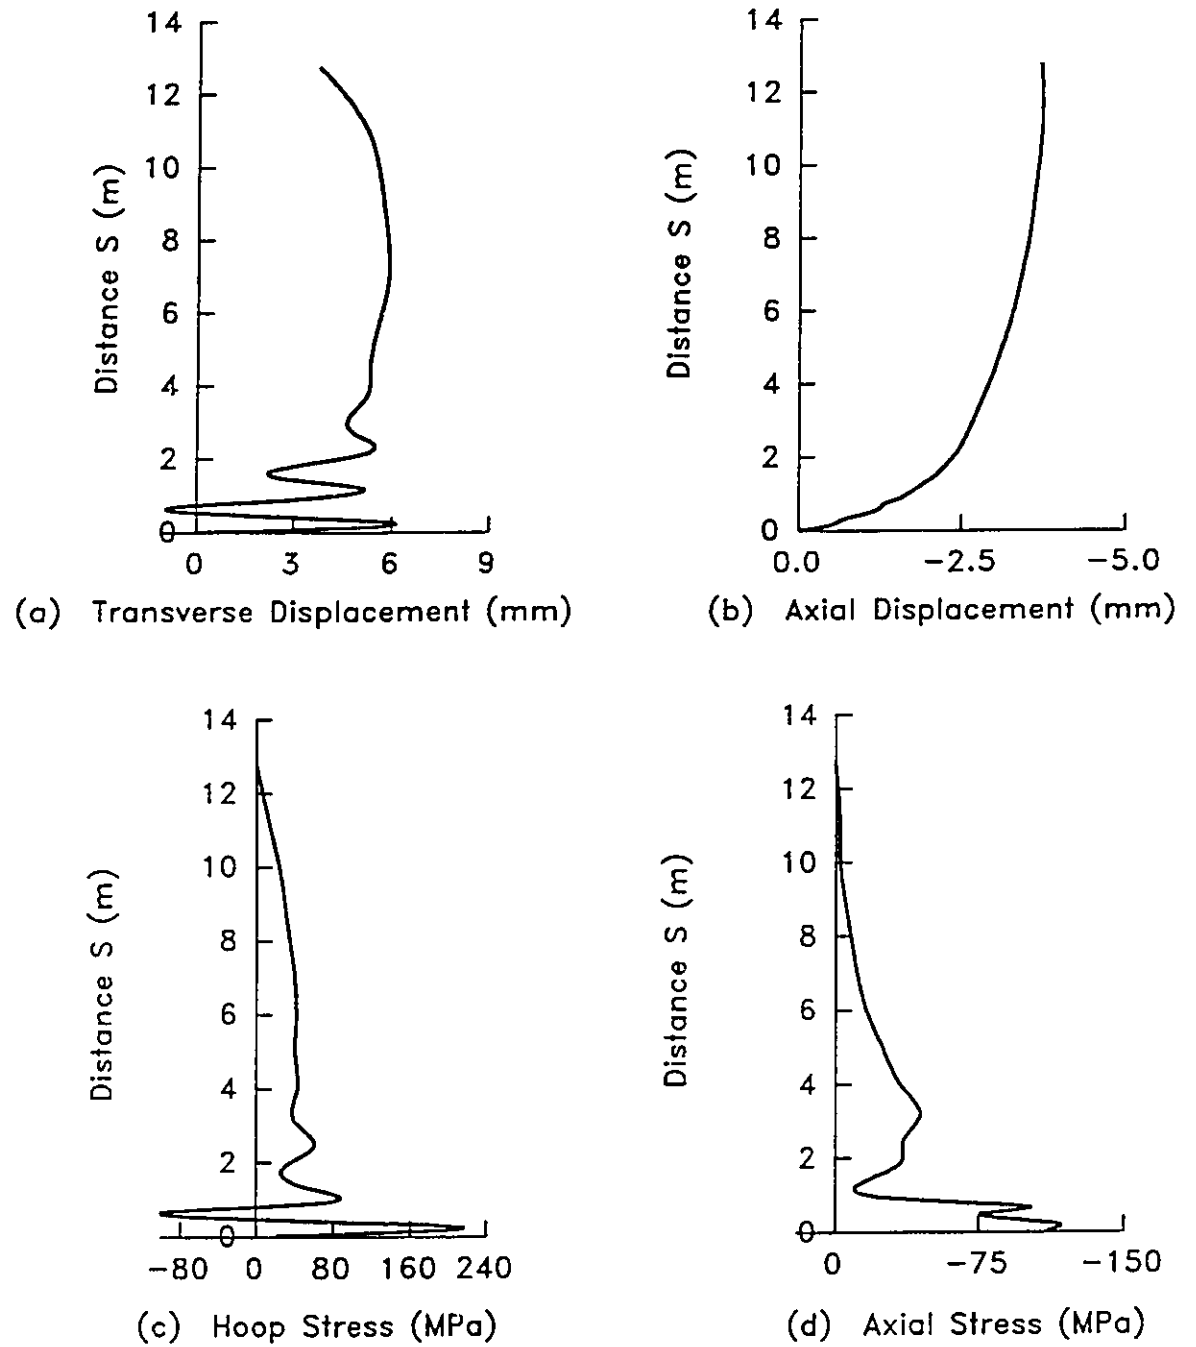 14
12
10
8
6
4
2
0
Distance S (m)
0 3 6 9
(a) Transverse Displacement (mm)
14
12
10
8
6
4
2
0
Distance S (m)
0.0 −2.5 −5.0
(b) Axial Displacement (mm)
14
12
10
8
6
4
2
0
Distance S (m)
−80 0 80 160 240
(c) Hoop Stress (MPa)
14
12
10
8
6
4
2
0
Distance S (m)
0 −75 −150
(d) Axial Stress (MPa)